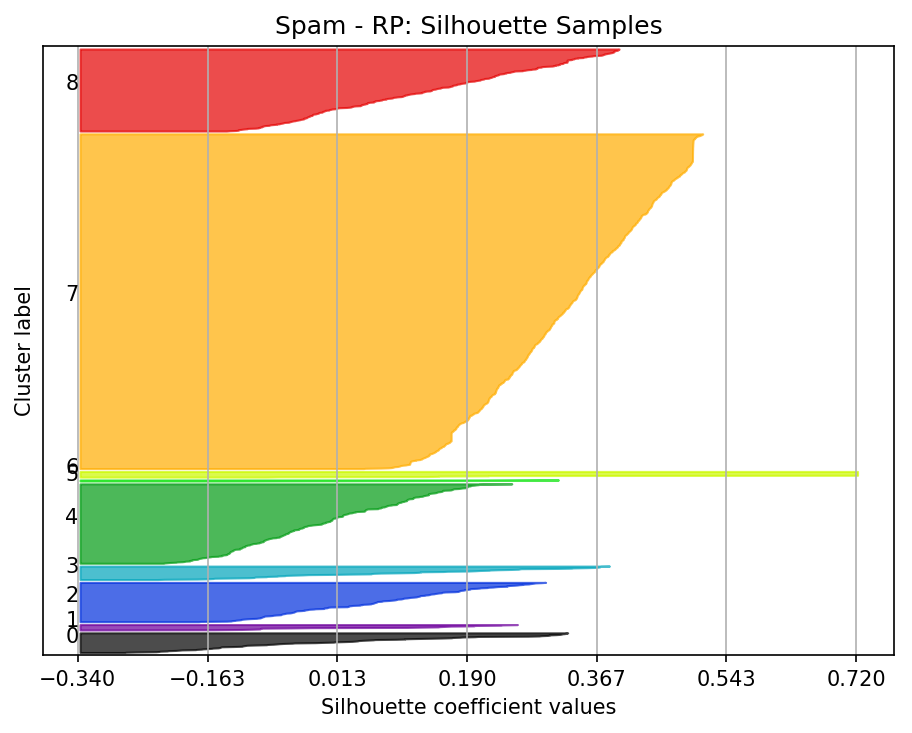 Spam - RP: Silhouette Samples
8
7
6
5
4
3
2
1
0
Cluster label
−0.340 −0.163 0.013 0.190 0.367 0.543 0.720
Silhouette coefficient values